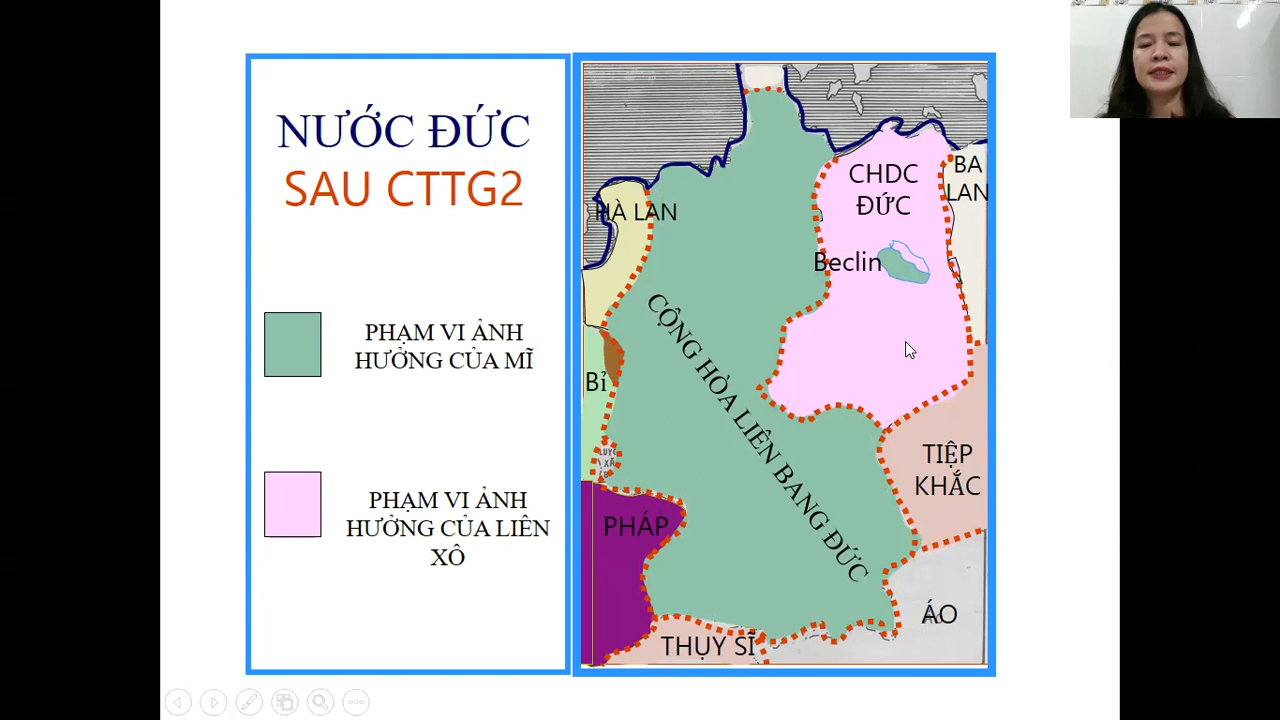 NƯỚC ĐỨC
SAU CTTG2
PHẠM VI ẢNH
HƯỞNG CỦA MĨ
PHẠM VI ẢNH
HƯỞNG CỦA LIÊN
XÔ
CHDC
ĐỨC
BA
LAN
HÀ LAN
Beclin
CỘNG HÒA LIÊN BANG ĐỨC
Bỉ
TIỆP
KHẮC
PHÁP
ÁO
THỤY SĨ